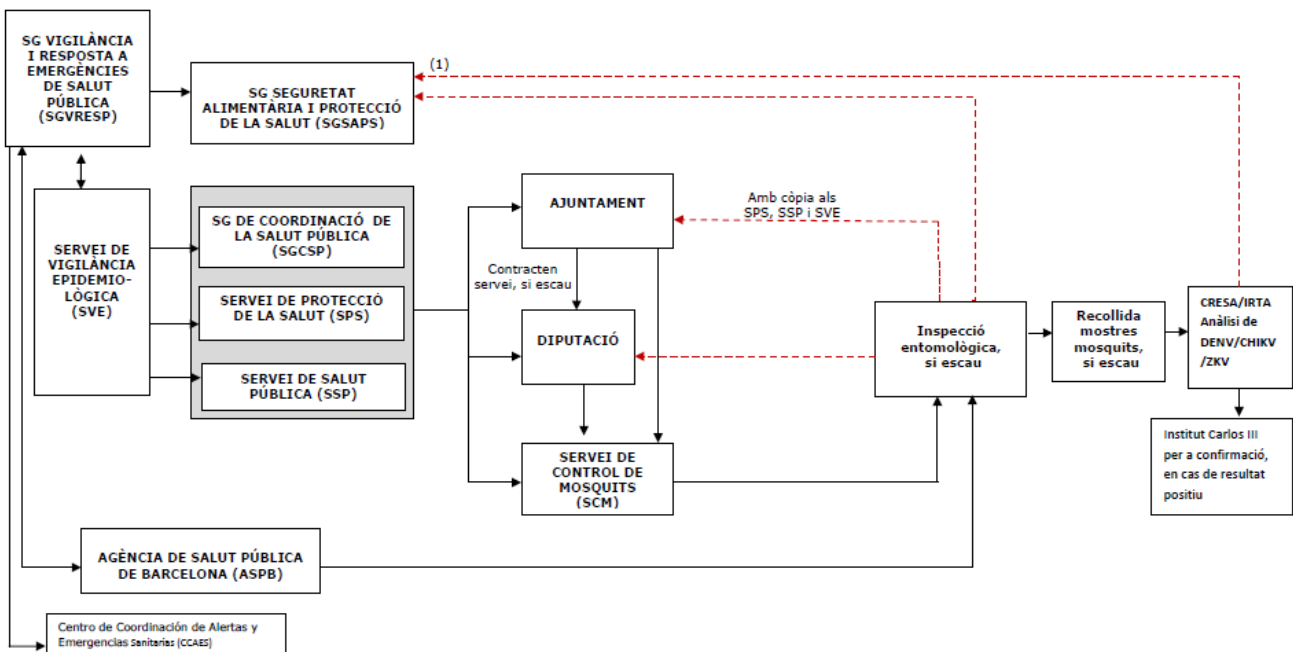 SG VIGILÀNCIA
I RESPOSTA A
EMERGÈNCIES
DE SALUT
PÚBLICA
(SGVRESP)
SG SEGURETAT
ALIMENTÀRIA I PROTECCIÓ
DE LA SALUT (SGSAPS)
(1)
SERVEI DE
VIGILÀNCIA
EPIDEMIO-
LÒGICA
(SVE)
SG DE COORDINACIÓ DE
LA SALUT PÚBLICA
(SGCSP)
SERVEI DE PROTECCIÓ
DE LA SALUT (SPS)
SERVEI DE SALUT
PÚBLICA (SSP)
AJUNTAMENT
Amb còpia als
SPS, SSP i SVE
Contracten
servei, si escau
DIPUTACIÓ
SERVEI DE
CONTROL DE
MOSQUITS
(SCM)
Inspecció
entomològica,
si escau
Recollida
mostres
mosquits,
si escau
CRESA/IRTA
Anàlisi de
DENV/CHIKV
/ZKV
Institut Carlos III
per a confirmació,
en cas de resultat
positiu
AGÈNCIA DE SALUT PÚBLICA
DE BARCELONA (ASPB)
Centro de Coordinación de Alertas y
Emergencias Sanitarias (CCAES)